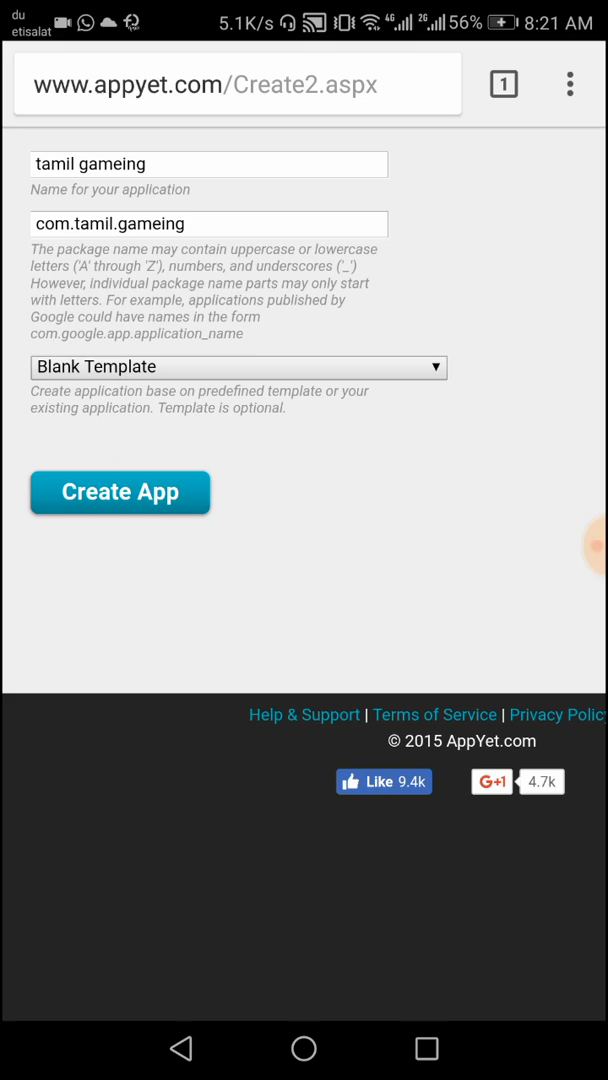 du
etisalat
5.1K/s 4G 2G 56% 8:21 AM
www.appyet.com/Create2.aspx
1
tamil gameing
Name for your application
com.tamil.gameing
The package name may contain uppercase or lowercase
letters ('A' through 'Z'), numbers, and underscores ('_')
However, individual package name parts may only start
with letters. For example, applications published by
Google could have names in the form
com.google.app.application_name
Blank Template
Create application base on predefined template or your
existing application. Template is optional.
Create App
Help & Support | Terms of Service | Privacy Policy
© 2015 AppYet.com
Like 9.4k
G+1 4.7k